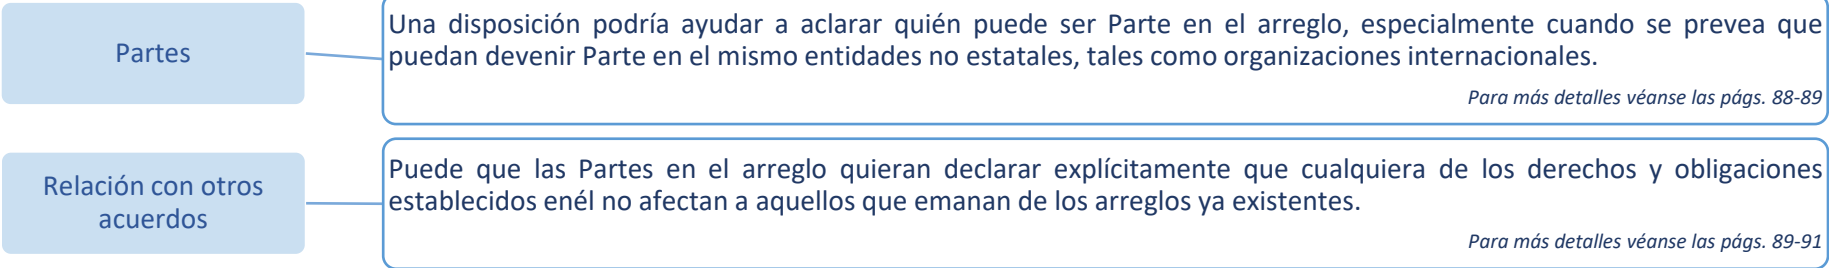 Partes
Una disposición podría ayudar a aclarar quién puede ser Parte en el arreglo, especialmente cuando se prevea que
puedan devenir Parte en el mismo entidades no estatales, tales como organizaciones internacionales.
Para más detalles véanse las págs. 88-89
Relación con otros
acuerdos
Puede que las Partes en el arreglo quieran declarar explícitamente que cualquiera de los derechos y obligaciones
establecidos enél no afectan a aquellos que emanan de los arreglos ya existentes.
Para más detalles véanse las págs. 89-91